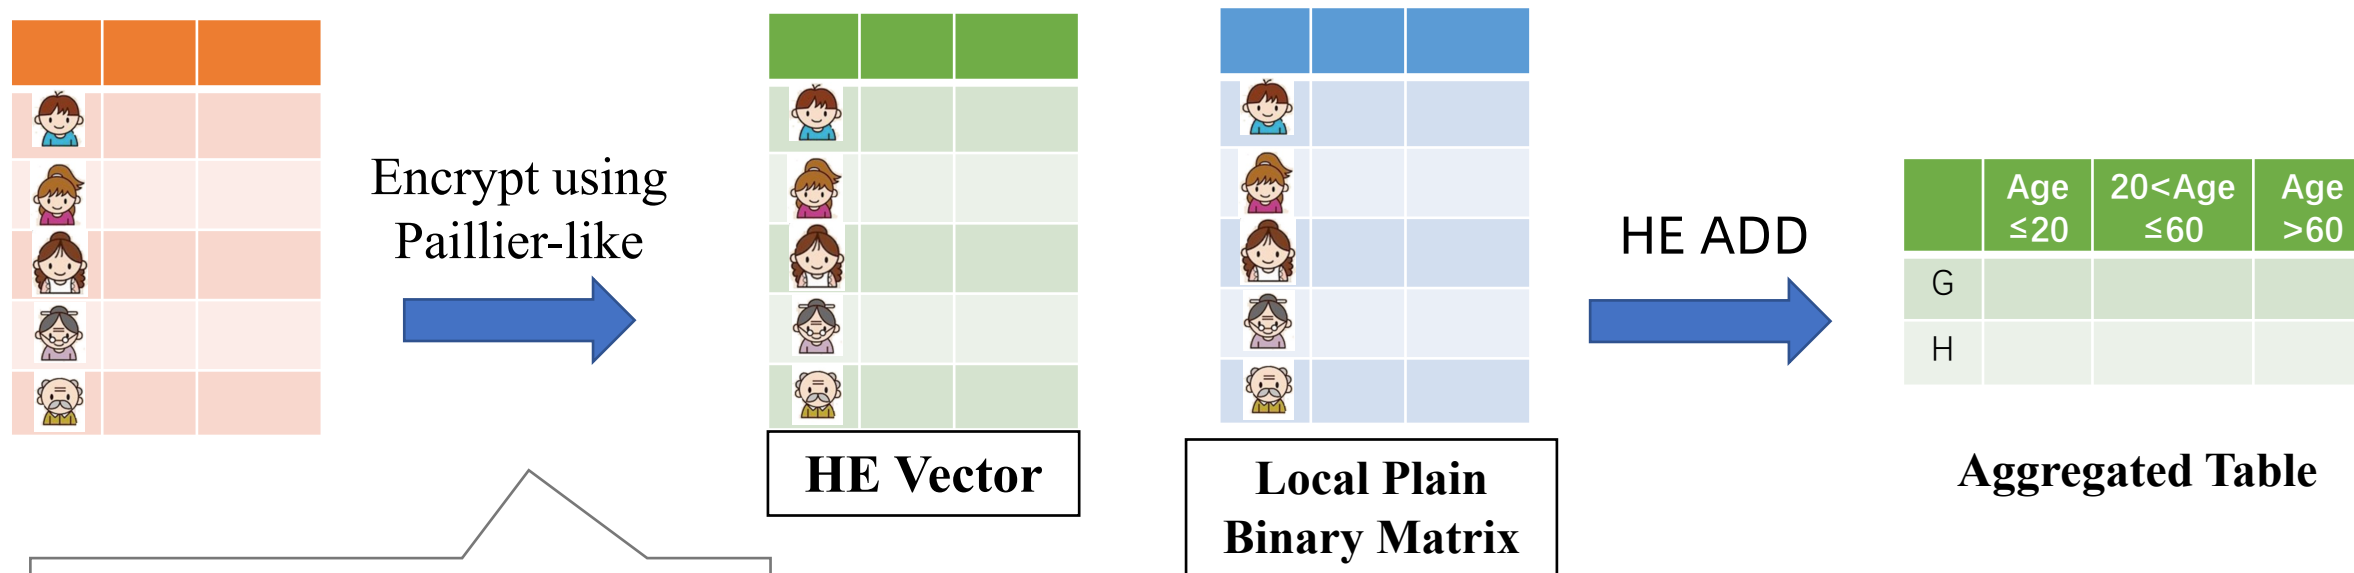 Encrypt using
Paillier-like
HE Vector
Local Plain
Binary Matrix
HE ADD
Age
≤20
20<Age
≤60
Age
>60
G
H
Aggregated Table